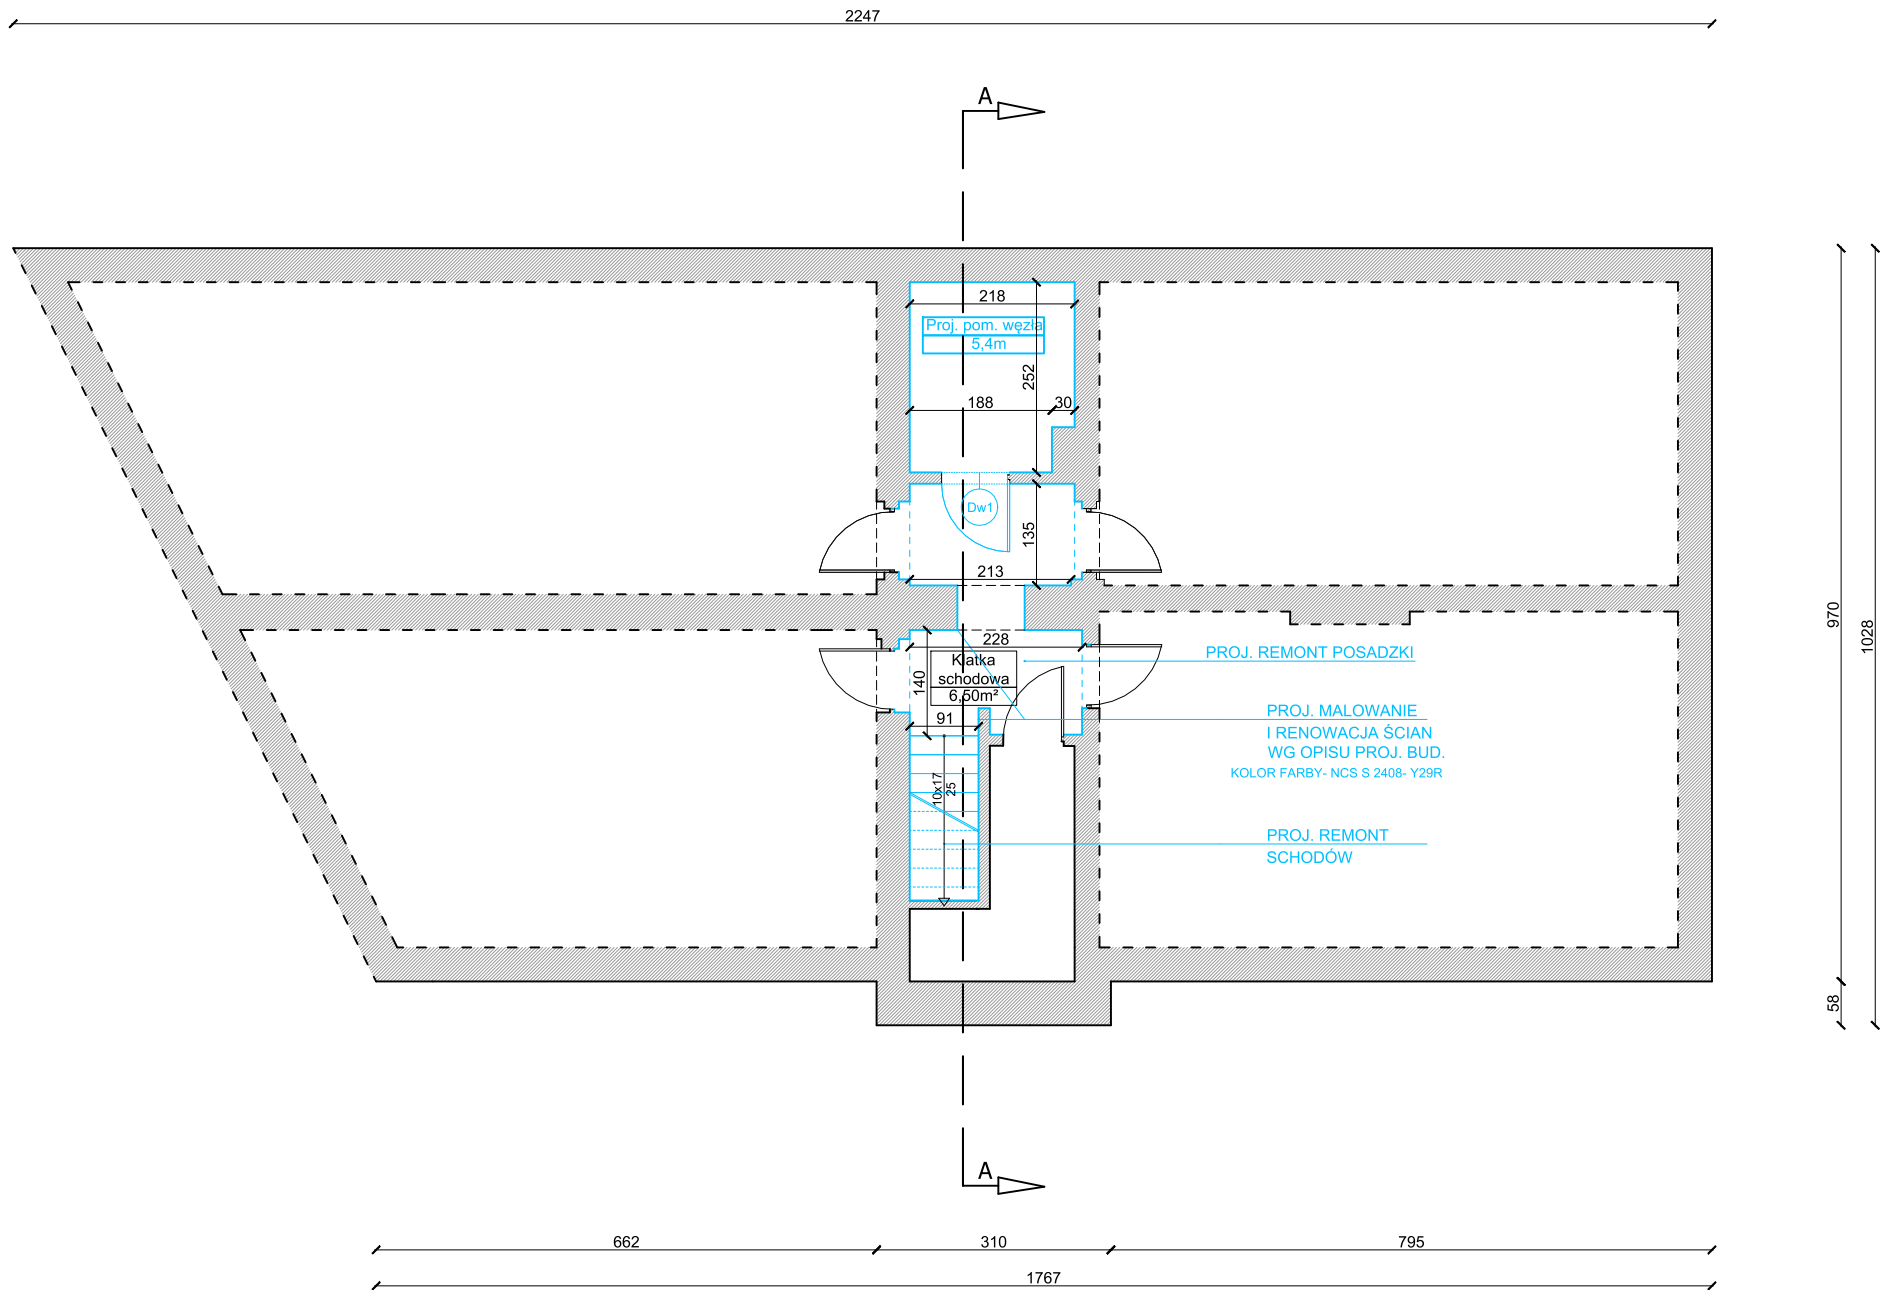 2247
A
218
Proj. pom. węzła
5,4m
252
188
30
Dw1
135
213
228
Klatka
schodowa
6,50m²
140
91
10x17
25
PROJ. REMONT POSADZKI
PROJ. MALOWANIE
I RENOWACJA ŚCIAN
WG OPISU PROJ. BUD.
KOLOR FARBY- NCS S 2408- Y29R
PROJ. REMONT
SCHODÓW
970
1028
58
A
662
310
795
1767